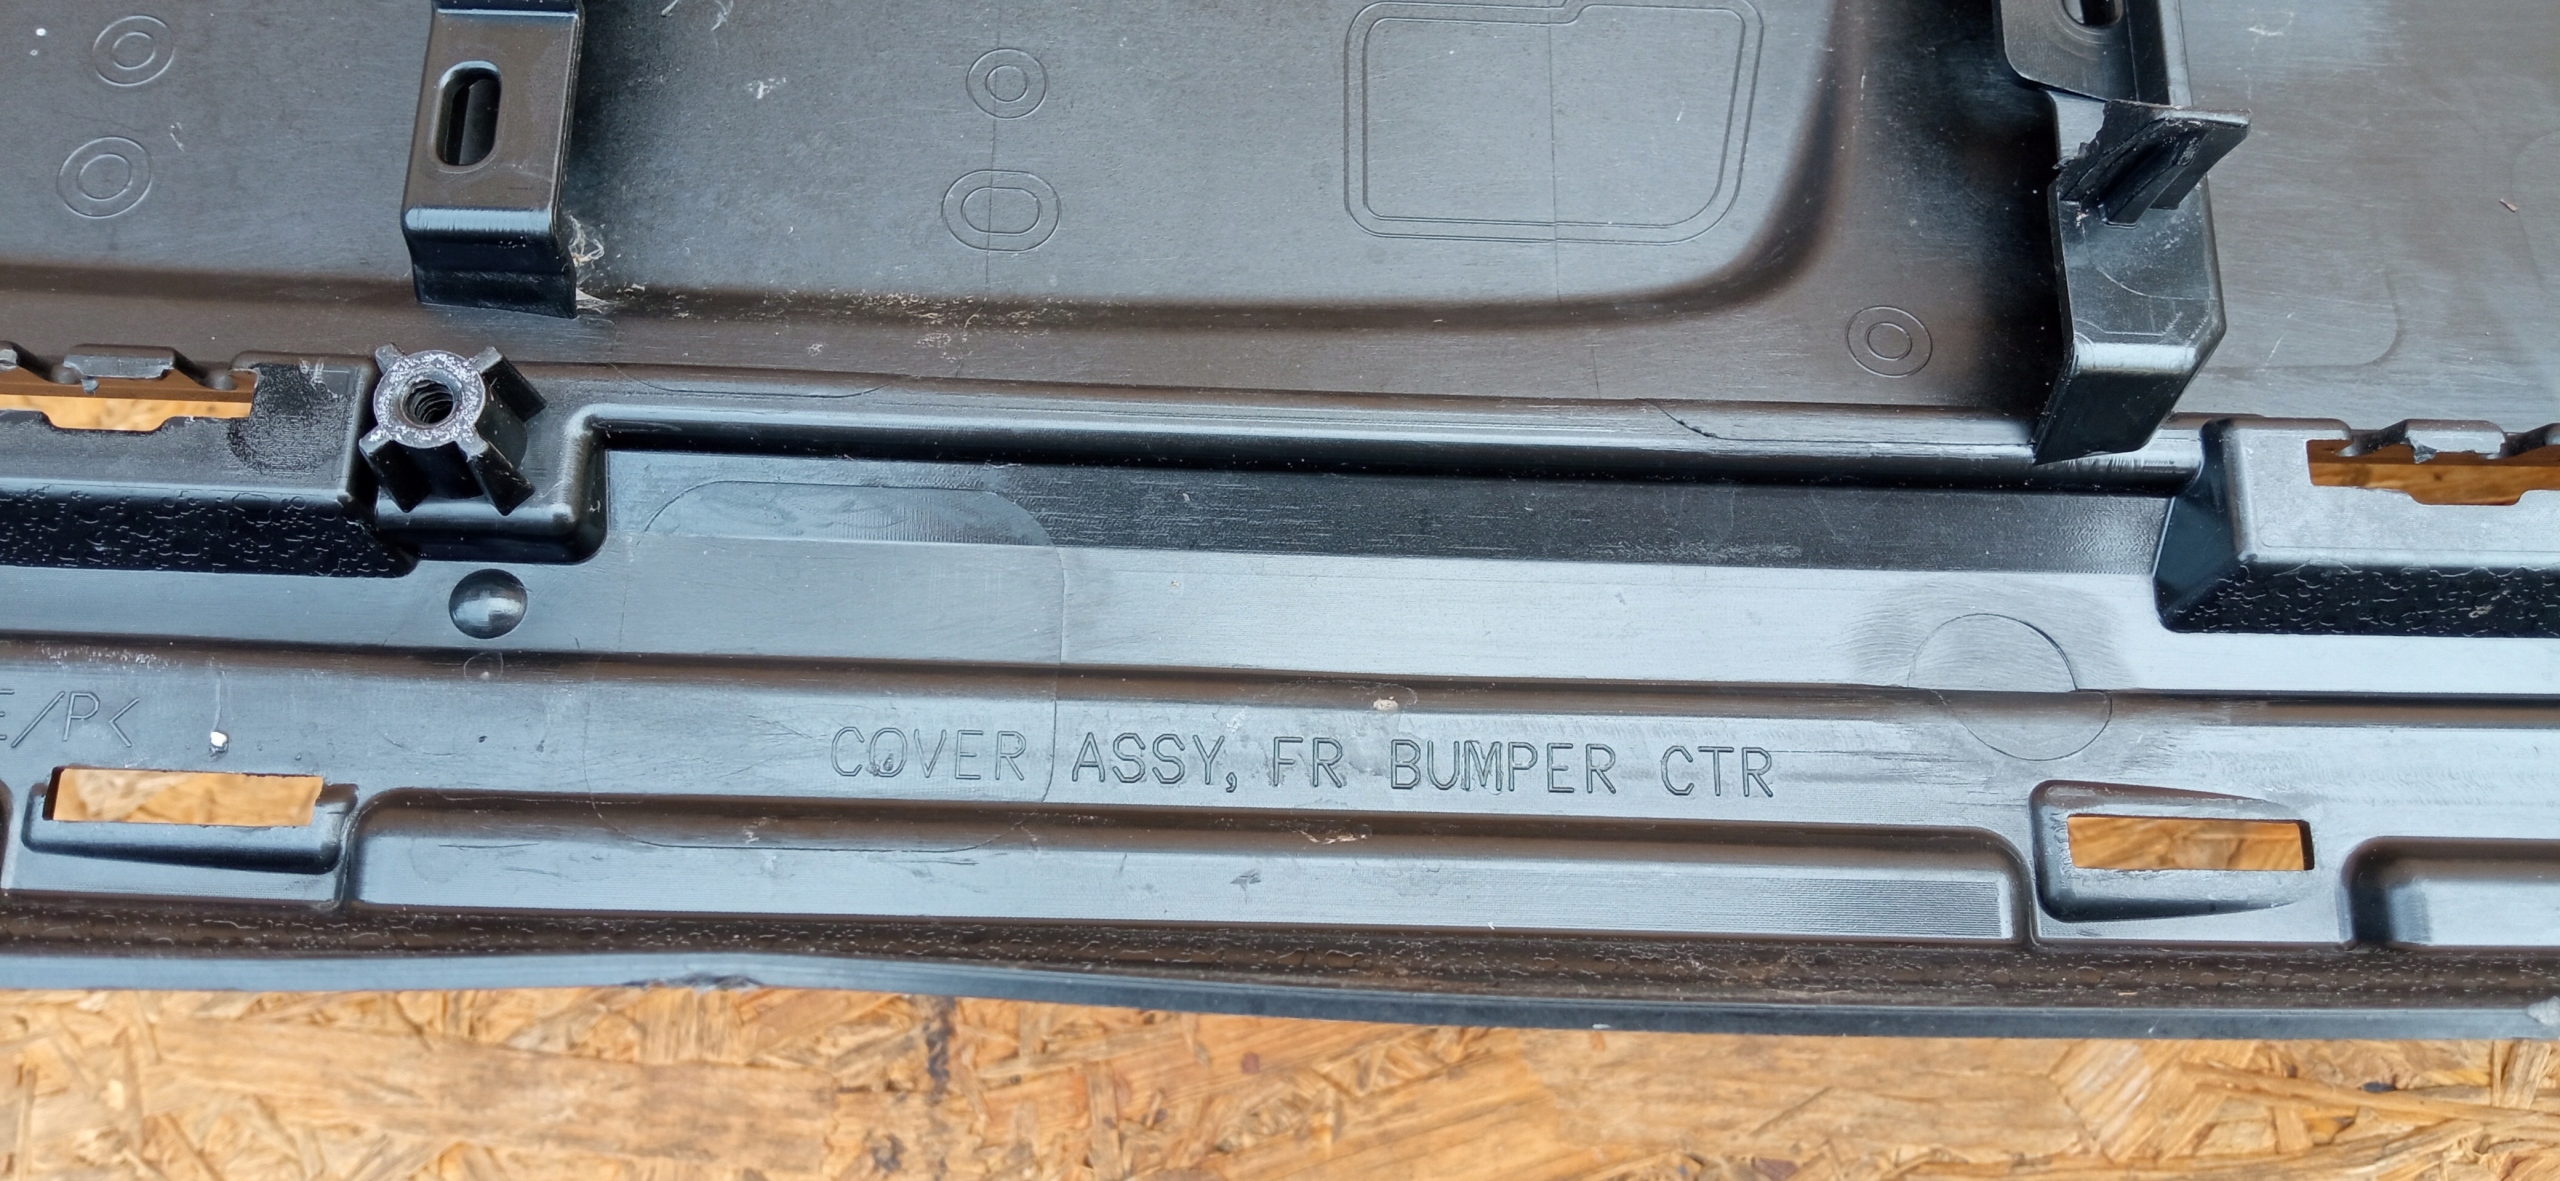 E/P<
COVER ASSY, FR BUMPER CTR